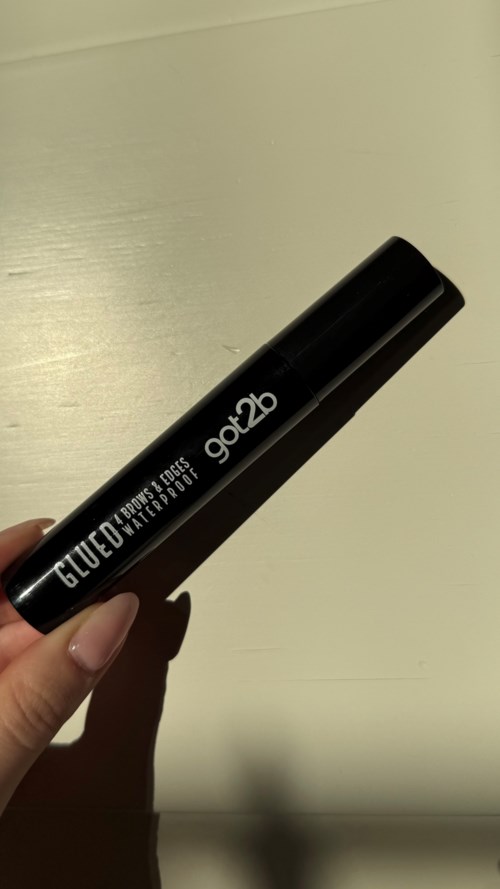 GLUED
4 BROWS & EDGES
WATERPROOF
got2b